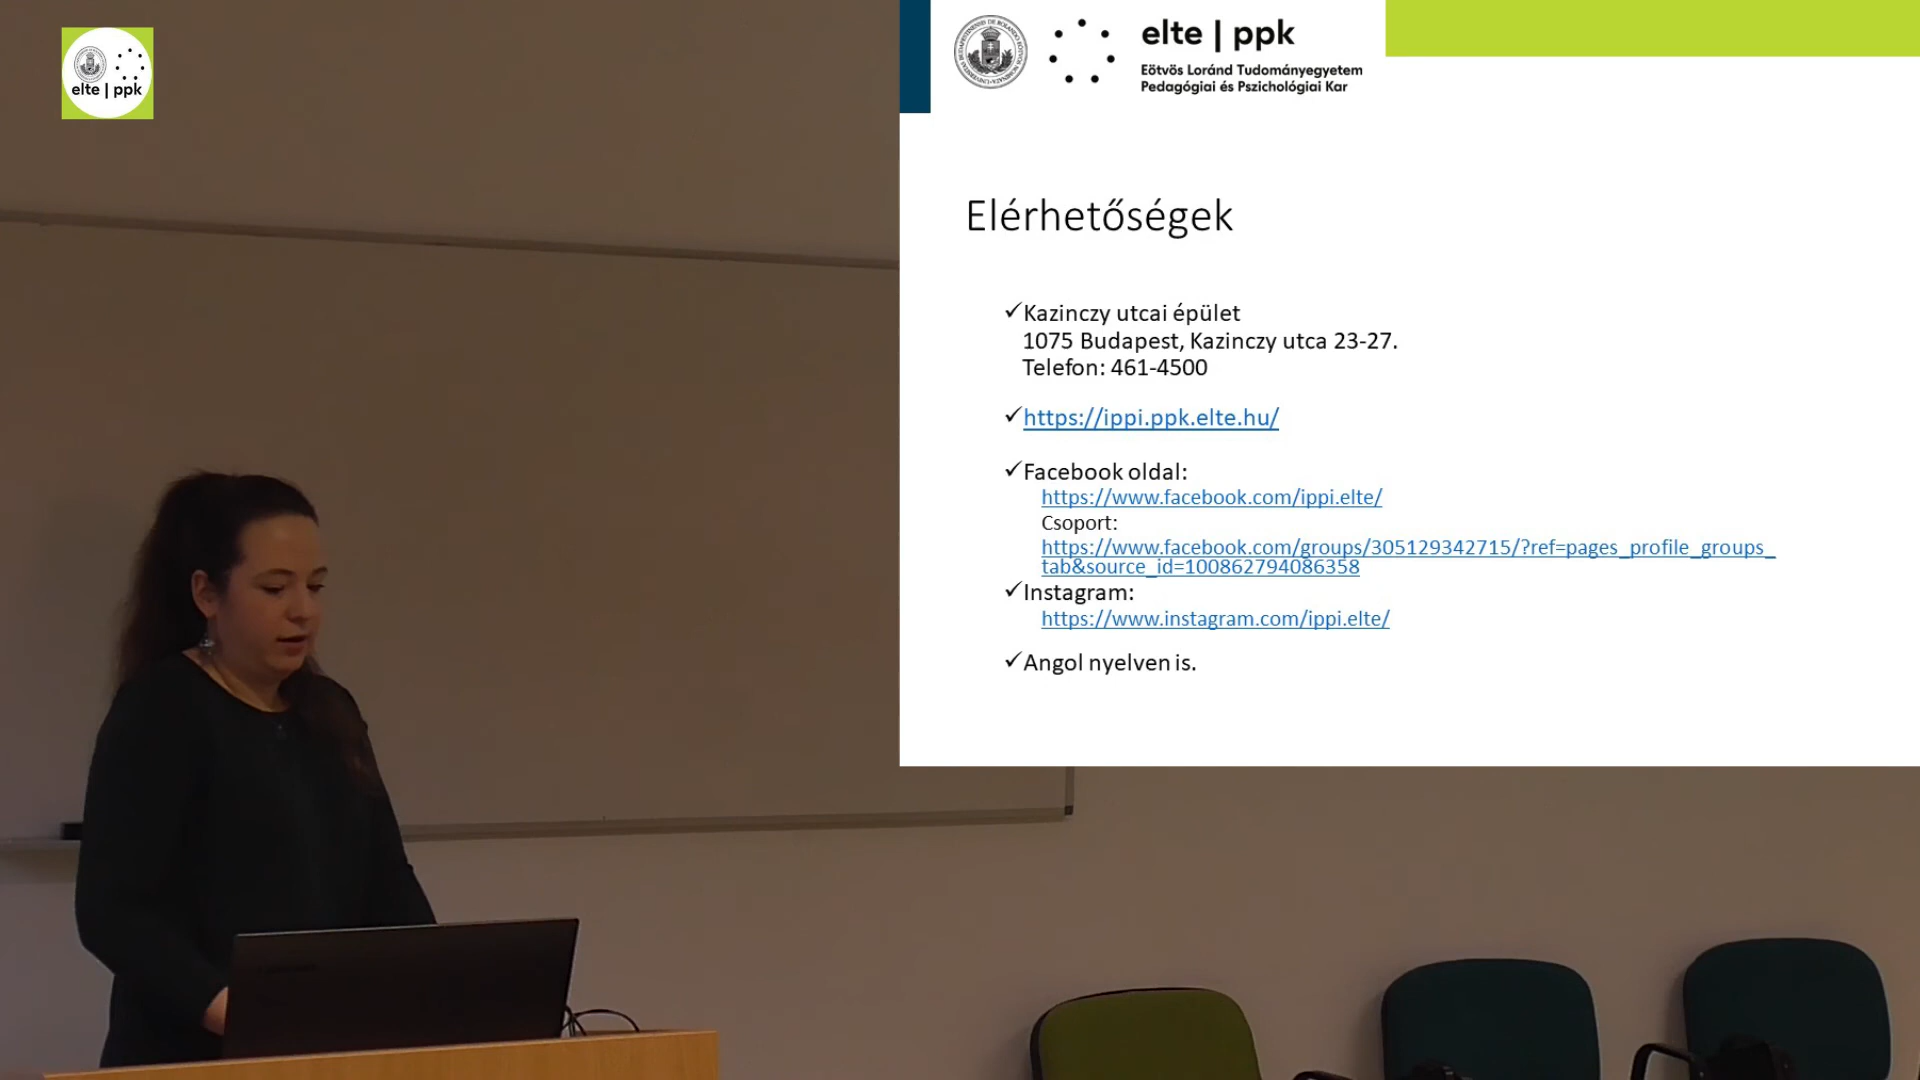 elte | ppk
elte | ppk
Eötvös Loránd Tudományegyetem
Pedagógiai és Pszichológiai Kar
Elérhetőségek
✓Kazinczy utcai épület
1075 Budapest, Kazinczy utca 23-27.
Telefon: 461-4500
✓https://ippi.ppk.elte.hu/
✓Facebook oldal:
https://www.facebook.com/ippi.elte/
Csoport:
https://www.facebook.com/groups/305129342715/?ref=pages_profile_groups_
tab&source_id=100862794086358
✓Instagram:
https://www.instagram.com/ippi.elte/
✓Angol nyelven is.